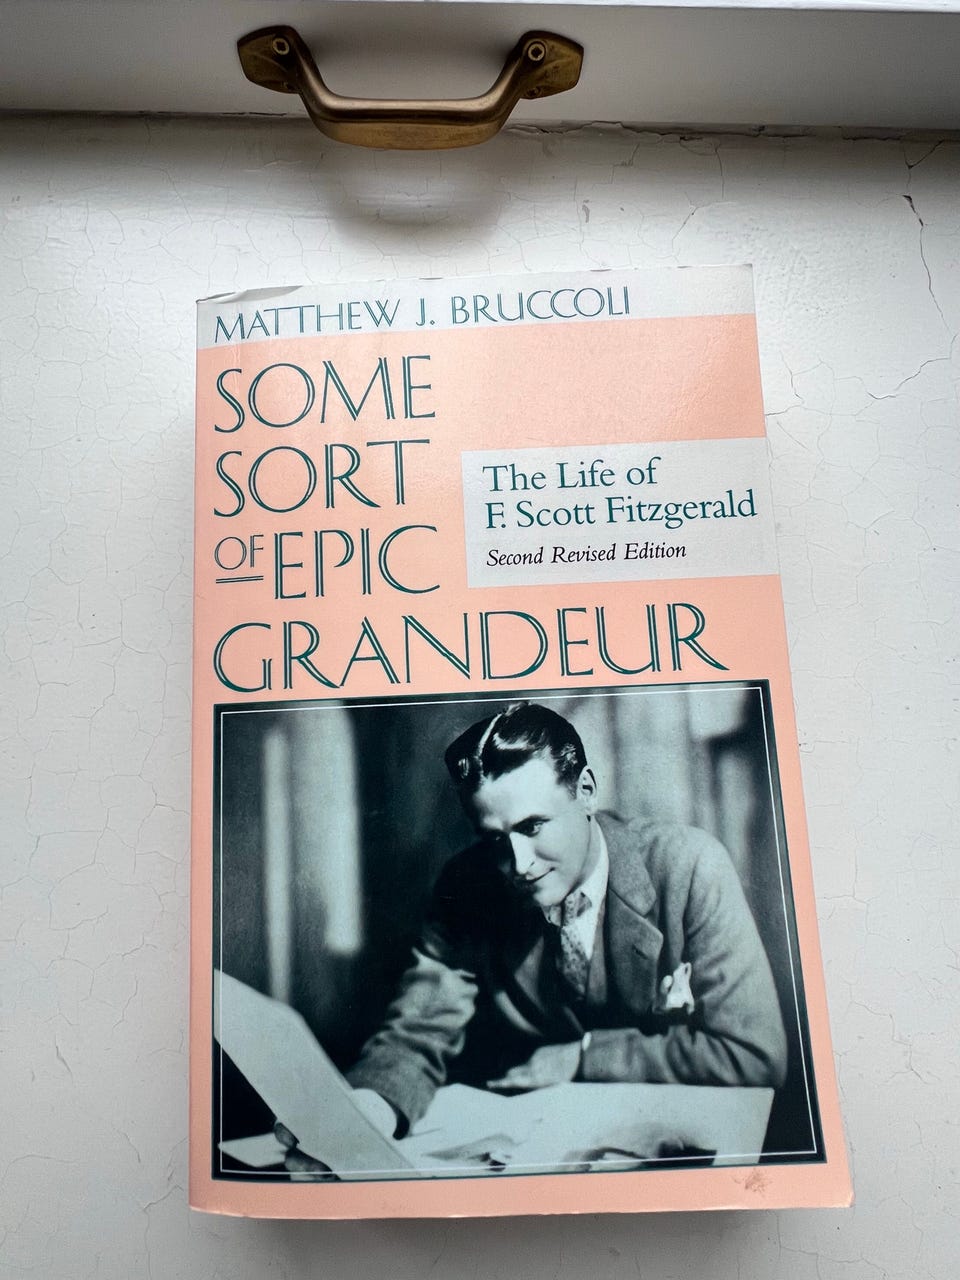 MATTHEW J. BRUCCOLI
SOME
SORT
OF EPIC
GRANDEUR
The Life of
F. Scott Fitzgerald
Second Revised Edition